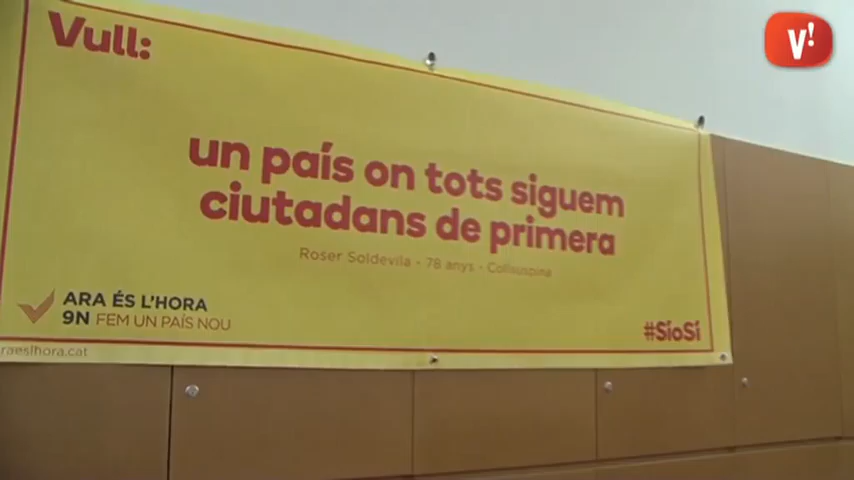 V!
Vull:
un país on tots siguem
ciutadans de primera
Roser Soldevila - 78 anys - Collsuspina
ARA ÉS L'HORA
9N FEM UN PAÍS NOU
#SíoSí
araeslhora.cat